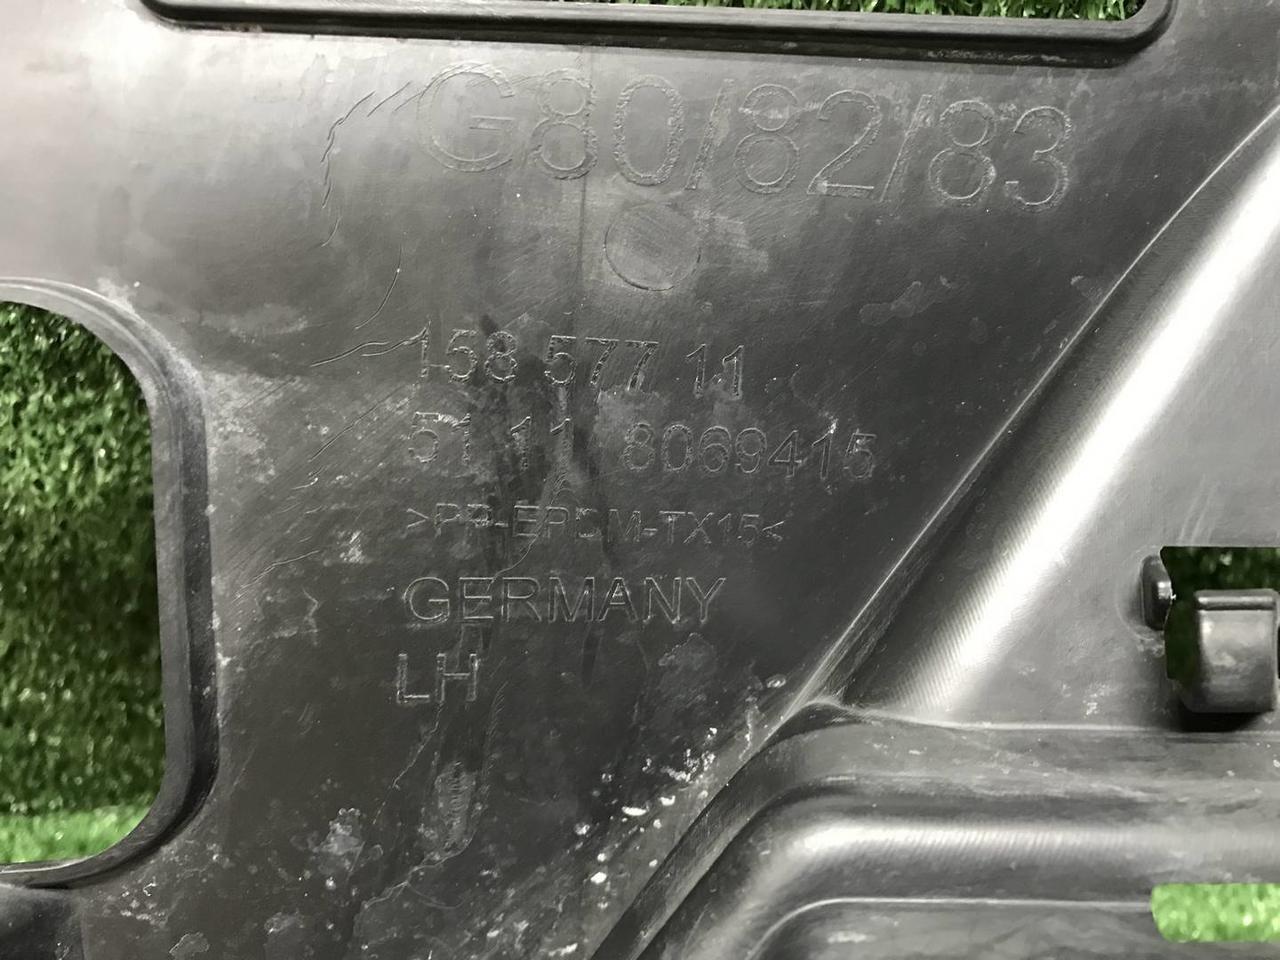 G80/82/83
158 577 11
51 11 8069415
>PP-EPDM-TX15<
GERMANY
LH